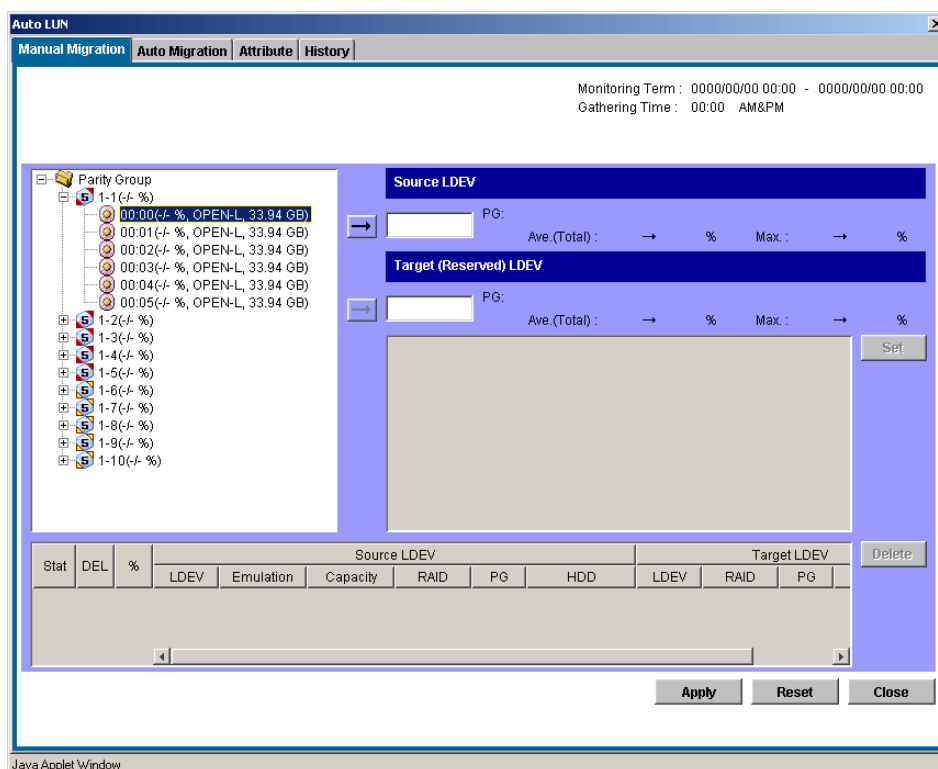 Auto LUN
Manual Migration Auto Migration Attribute History
Monitoring Term : 0000/00/00 00:00 - 0000/00/00 00:00
Gathering Time : 00:00 AM&PM
Parity Group
1-1(-/- %)
00:00(-/- %, OPEN-L, 33.94 GB)
00:01(-/- %, OPEN-L, 33.94 GB)
00:02(-/- %, OPEN-L, 33.94 GB)
00:03(-/- %, OPEN-L, 33.94 GB)
00:04(-/- %, OPEN-L, 33.94 GB)
00:05(-/- %, OPEN-L, 33.94 GB)
1-2(-/- %)
1-3(-/- %)
1-4(-/- %)
1-5(-/- %)
1-6(-/- %)
1-7(-/- %)
1-8(-/- %)
1-9(-/- %)
1-10(-/- %)
Source LDEV
PG:
Ave.(Total) : → % Max. : → %
Target (Reserved) LDEV
PG:
Ave.(Total) : → % Max. : → %
Set
Stat DEL % Source LDEV Target LDEV
LDEV Emulation Capacity RAID PG HDD LDEV RAID PG
Delete
Apply Reset Close
Java Applet Window